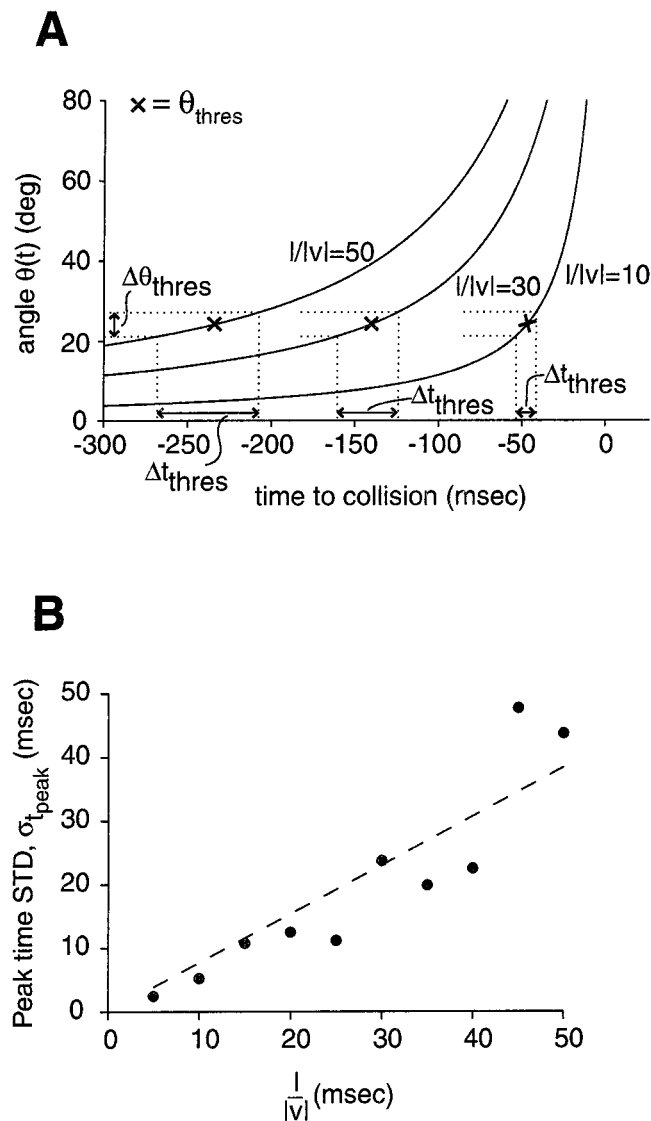 A
80
60
40
20
0
angle θ(t) (deg)
× = θthres
l/|v|=50
l/|v|=30
l/|v|=10
Δθthres
Δtthres
Δtthres
Δtthres
-300 -250 -200 -150 -100 -50 0
time to collision (msec)
B
50
40
30
20
10
0
Peak time STD, σtpeak (msec)
0 10 20 30 40 50
l/|v| (msec)